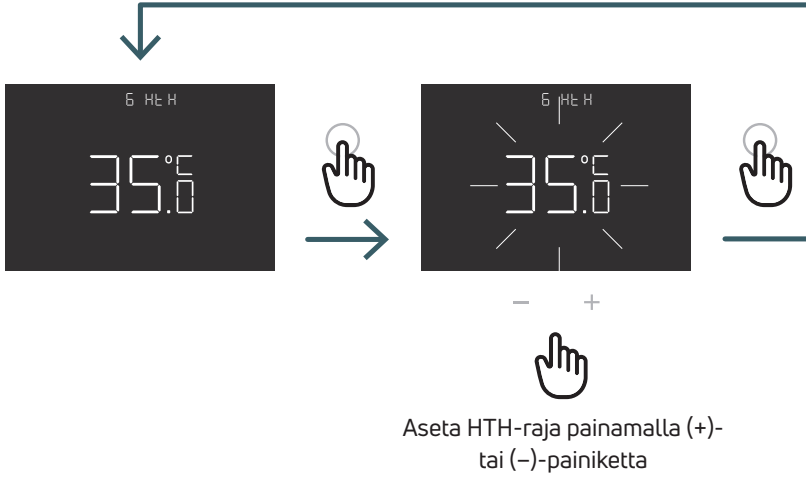 6 HtH
35.0°C
6 HtH
35.0°C
− +
Aseta HTH-raja painamalla (+)-
tai (−)-painiketta